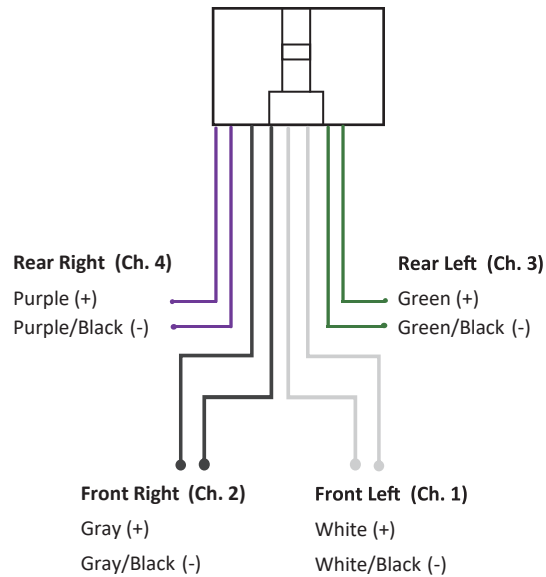 Rear Right (Ch. 4)
Purple (+)
Purple/Black (-)
Rear Left (Ch. 3)
Green (+)
Green/Black (-)
Front Right (Ch. 2)
Gray (+)
Gray/Black (-)
Front Left (Ch. 1)
White (+)
White/Black (-)